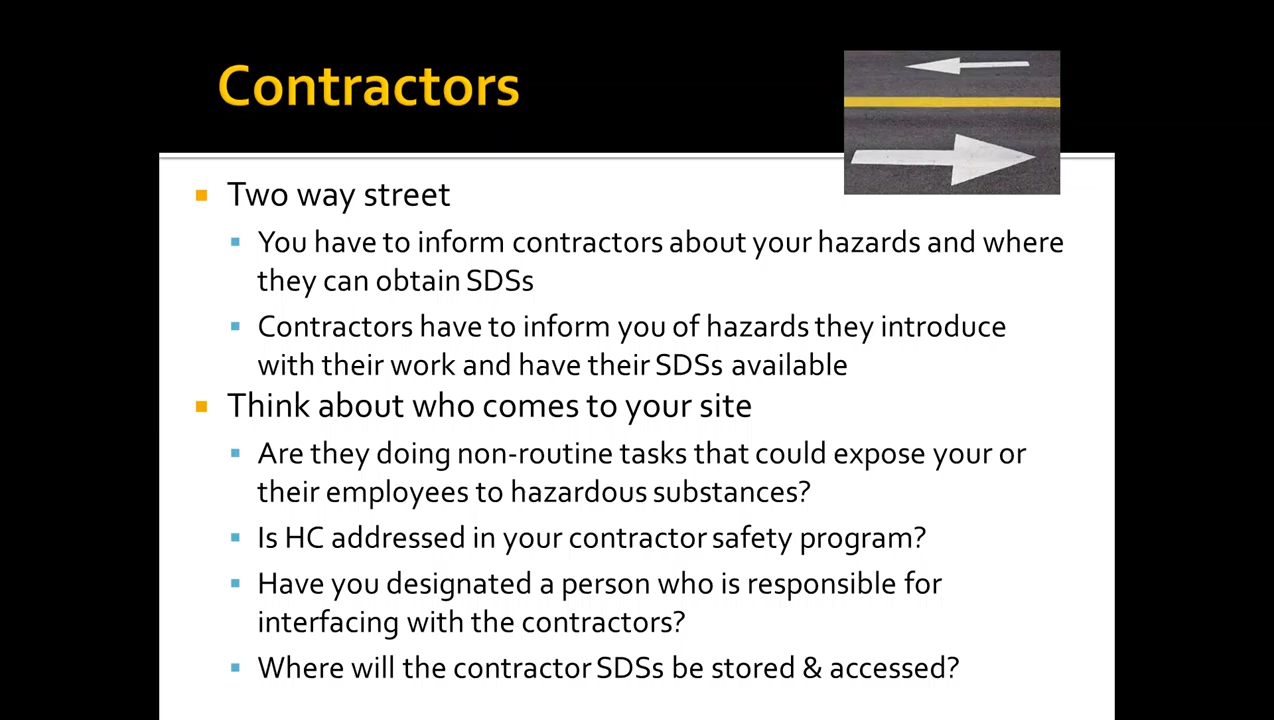 Contractors
Two way street
You have to inform contractors about your hazards and where
they can obtain SDSs
Contractors have to inform you of hazards they introduce
with their work and have their SDSs available
Think about who comes to your site
Are they doing non-routine tasks that could expose your or
their employees to hazardous substances?
Is HC addressed in your contractor safety program?
Have you designated a person who is responsible for
interfacing with the contractors?
Where will the contractor SDSs be stored & accessed?